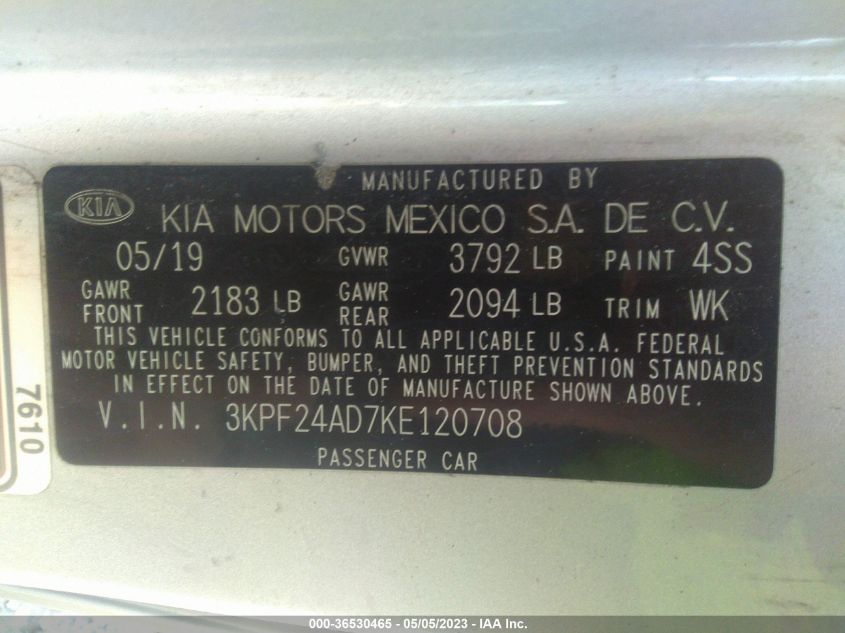 MANUFACTURED BY
KIA
KIA MOTORS MEXICO S.A. DE C.V.
05/19 GVWR 3792 LB PAINT 4SS
GAWR FRONT 2183 LB GAWR REAR 2094 LB TRIM WK
THIS VEHICLE CONFORMS TO ALL APPLICABLE U.S.A. FEDERAL
MOTOR VEHICLE SAFETY, BUMPER, AND THEFT PREVENTION STANDARDS
IN EFFECT ON THE DATE OF MANUFACTURE SHOWN ABOVE.
V.I.N. 3KPF24AD7KE120708
PASSENGER CAR
7610
000-36530465 - 05/05/2023 - IAA Inc.